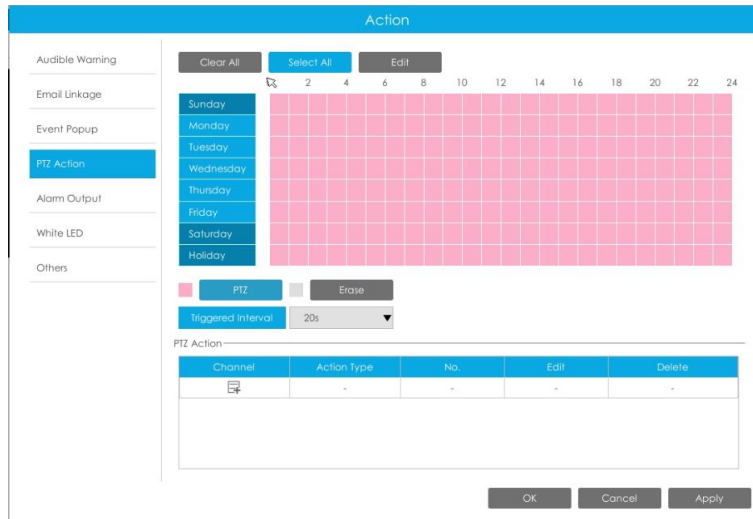 Action
Audible Warning
Email Linkage
Event Popup
PTZ Action
Alarm Output
White LED
Others
Clear All Select All Edit
2 4 6 8 10 12 14 16 18 20 22 24
Sunday
Monday
Tuesday
Wednesday
Thursday
Friday
Saturday
Holiday
PTZ Erase
Triggered Interval 20s
PTZ Action
Channel Action Type No. Edit Delete
- - - -
OK Cancel Apply